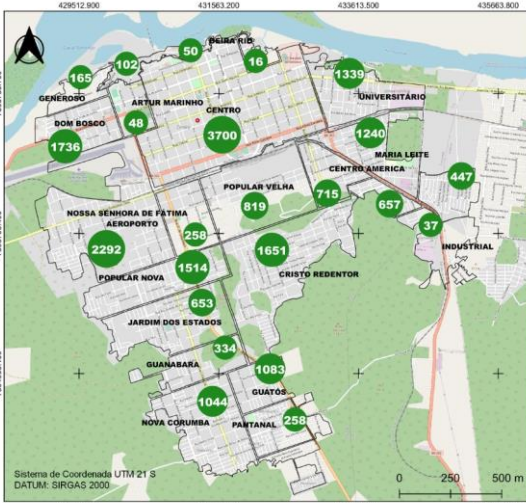 429512.900 431563.200 433613.500 435663.800
50 BEIRA RIO
102 16
165 1339
GENEROSO ARTUR MARINHO UNIVERSITÁRIO
DOM BOSCO 48 CENTRO
1736 3700 1240
MARIA LEITE
CENTRO AMERICA 447
POPULAR VELHA 715
819 657
NOSSA SENHORA DE FÁTIMA
AEROPORTO 37
258
2292 1651 INDUSTRIAL
1514
POPULAR NOVA CRISTO REDENTOR
653
JARDIM DOS ESTADOS
334
GUANABARA 1083
GUATÓS
1044
NOVA CORUMBA PANTANAL 258
Sistema de Coordenada UTM 21 S
DATUM: SIRGAS 2000
0 250 500 m